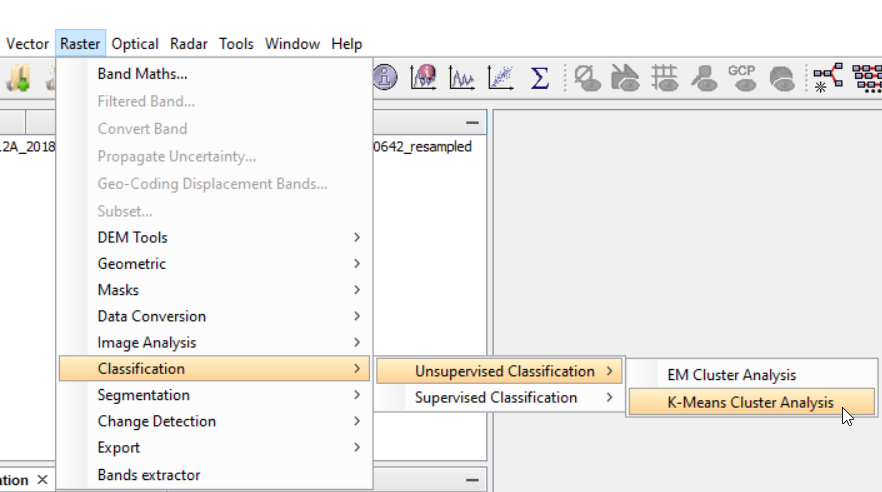 Vector Raster Optical Radar Tools Window Help
Band Maths...
Filtered Band...
GCP
Convert Band
2A_2018
Propagate Uncertainty...
0642_resampled
Geo-Coding Displacement Bands...
Subset...
DEM Tools
Geometric
Masks
Data Conversion
Image Analysis
Classification
Unsupervised Classification
EM Cluster Analysis
Segmentation
Supervised Classification
K-Means Cluster Analysis
Change Detection
Export
Bands extractor
ation